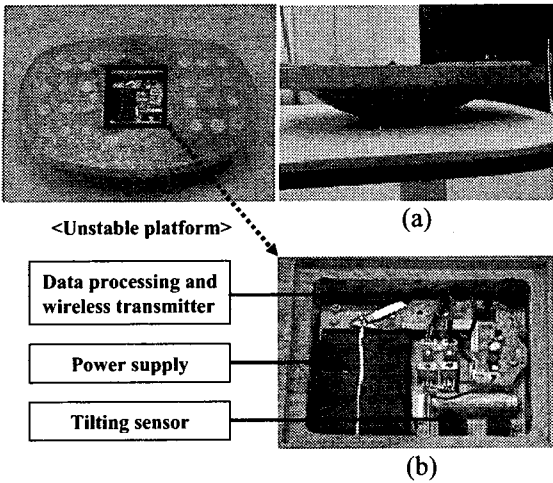 (a)
<Unstable platform>
Data processing and
wireless transmitter
Power supply
Tilting sensor
(b)